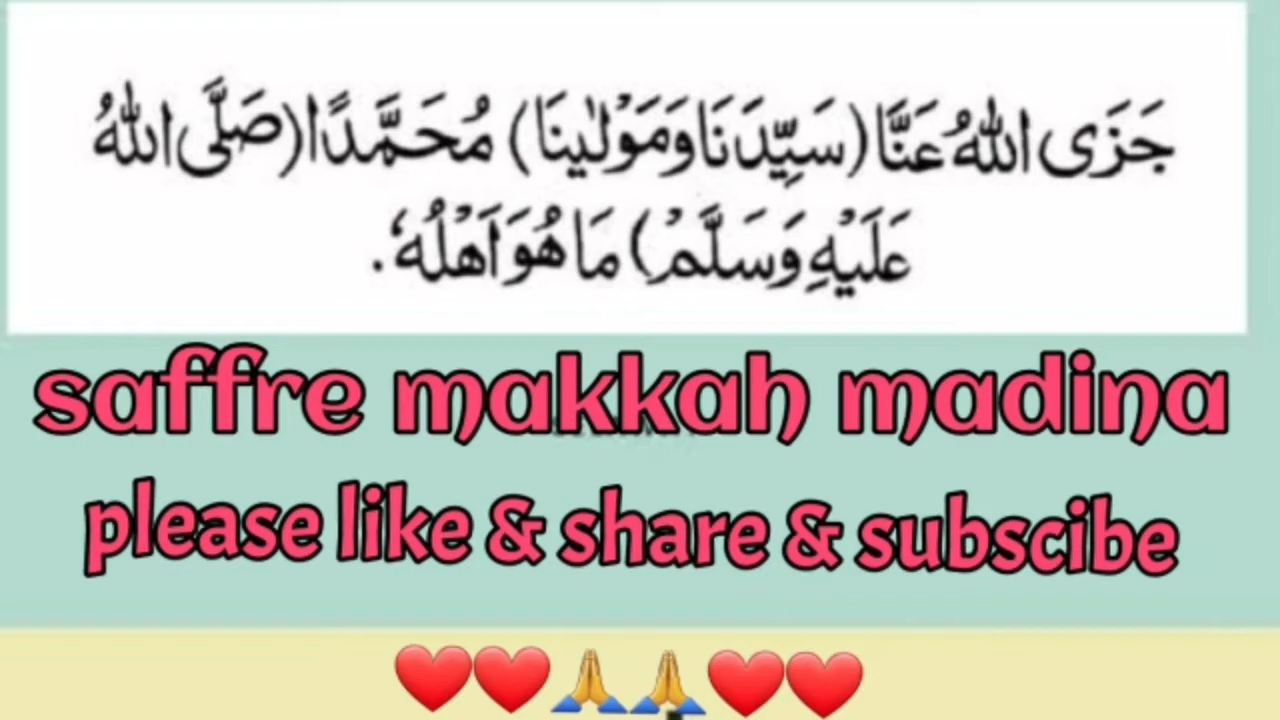 جَزَى اللّٰهُ عَنَّا (سَيِّدَنَا وَمَوْلٰينَا) مُحَمَّدًا (صَلَّى اللّٰهُ
عَلَيْهِ وَسَلَّمْ) مَا هُوَ اَهْلُهٗ.
saffre makkah madina
please like & share & subscibe
❤️❤️🙏🙏❤️❤️